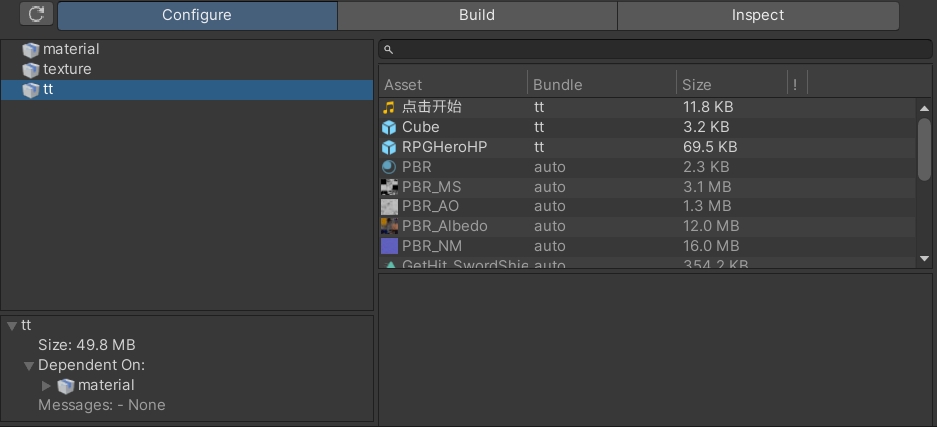 Configure Build Inspect
material
texture
tt
Asset Bundle Size !
点击开始 tt 11.8 KB
Cube tt 3.2 KB
RPGHeroHP tt 69.5 KB
PBR auto 2.3 KB
PBR_MS auto 3.1 MB
PBR_AO auto 1.3 MB
PBR_Albedo auto 12.0 MB
PBR_NM auto 16.0 MB
GetHit_SwordShie auto 354.2 KB
tt
Size: 49.8 MB
Dependent On:
material
Messages: - None